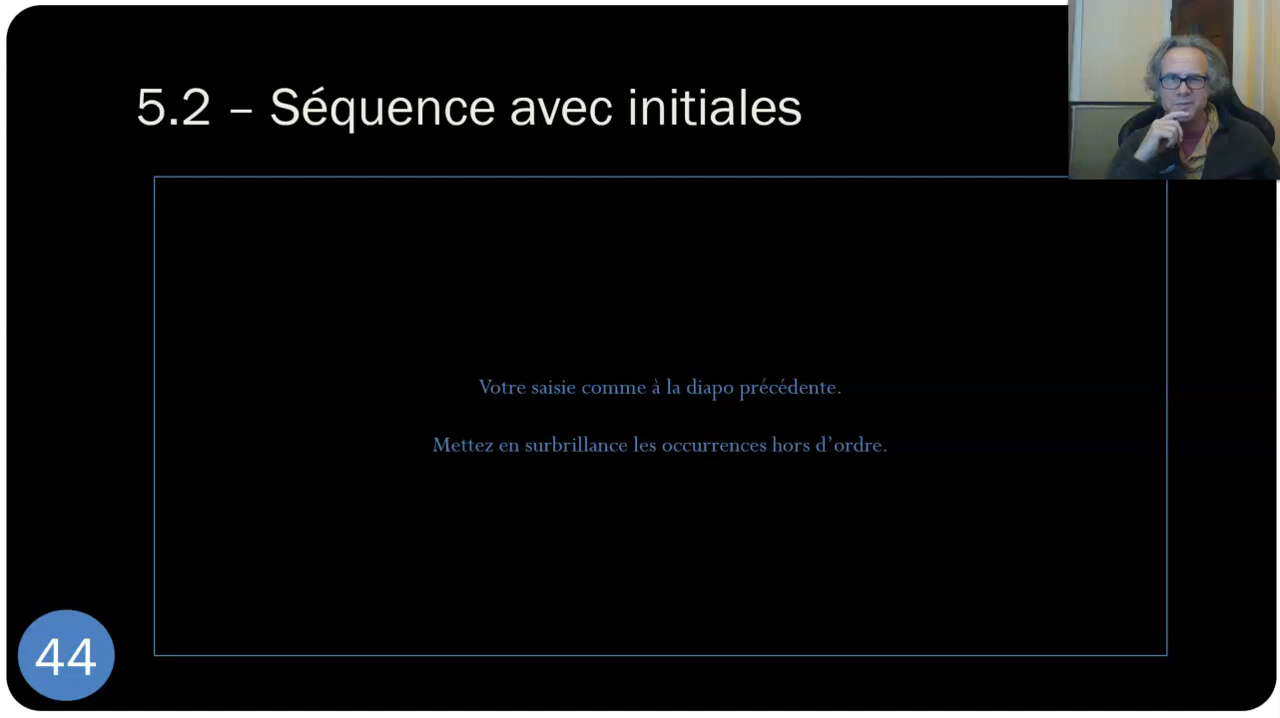 5.2 – Séquence avec initiales
Votre saisie comme à la diapo précédente.
Mettez en surbrillance les occurrences hors d’ordre.
44